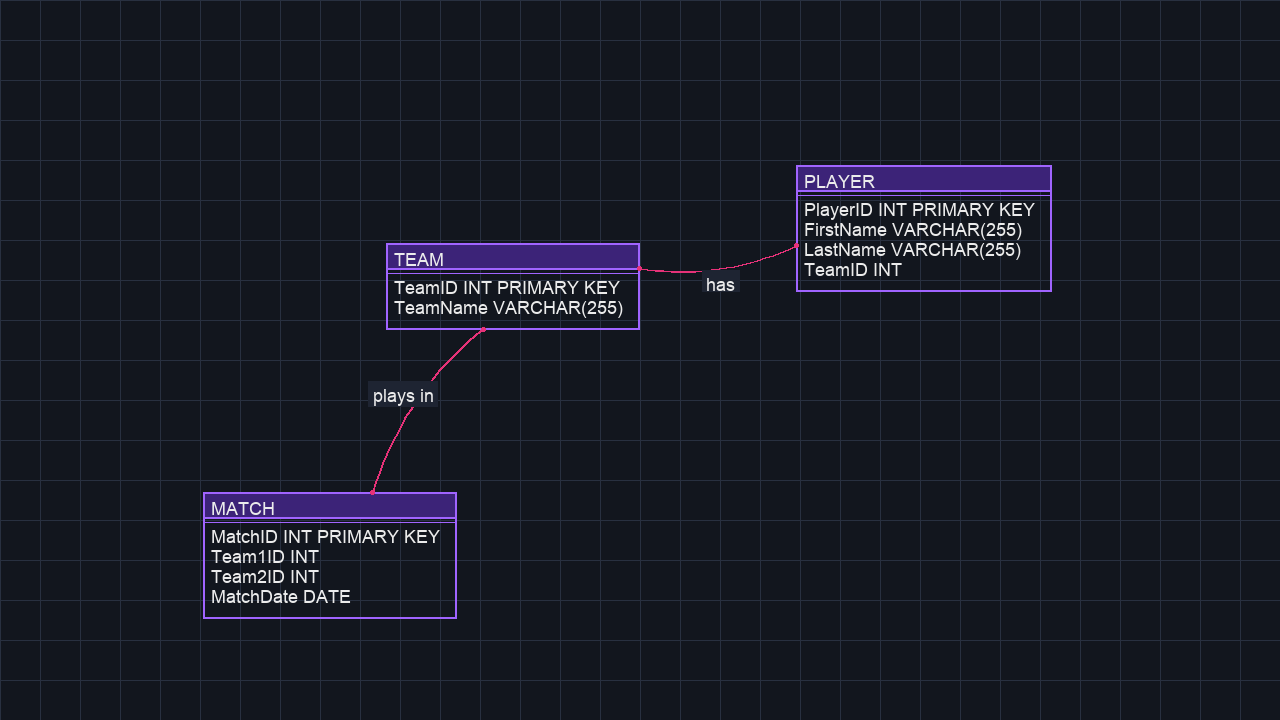 PLAYER
PlayerID INT PRIMARY KEY
FirstName VARCHAR(255)
LastName VARCHAR(255)
TeamID INT
TEAM
TeamID INT PRIMARY KEY
TeamName VARCHAR(255)
has
plays in
MATCH
MatchID INT PRIMARY KEY
Team1ID INT
Team2ID INT
MatchDate DATE